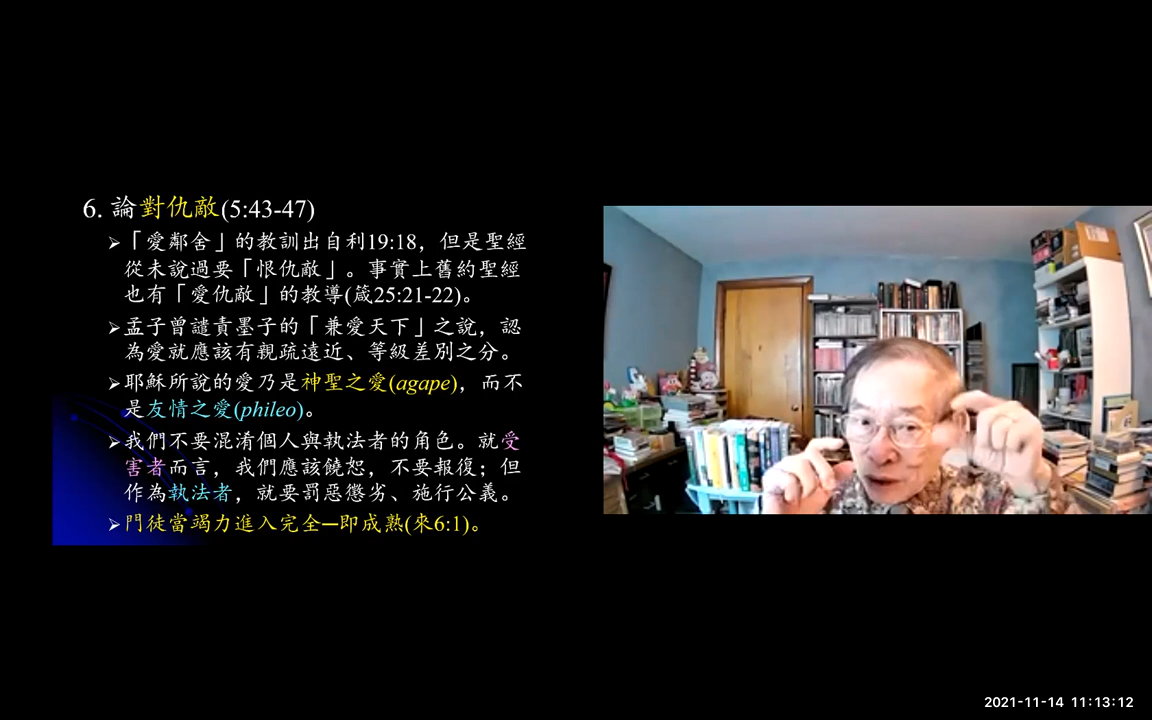 6. 論對仇敵(5:43-47)
➢「愛鄰舍」的教訓出自利19:18，但是聖經
從未說過要「恨仇敵」。事實上舊約聖經
也有「愛仇敵」的教導(箴25:21-22)。
➢孟子曾譴責墨子的「兼愛天下」之說，認
為愛就應該有親疏遠近、等級差別之分。
➢耶穌所說的愛乃是神聖之愛(agape)，而不
是友情之愛(phileo)。
➢我們不要混淆個人與執法者的角色。就受
害者而言，我們應該饒恕，不要報復；但
作為執法者，就要罰惡懲劣、施行公義。
➢門徒當竭力進入完全─即成熟(來6:1)。
2021-11-14 11:13:12